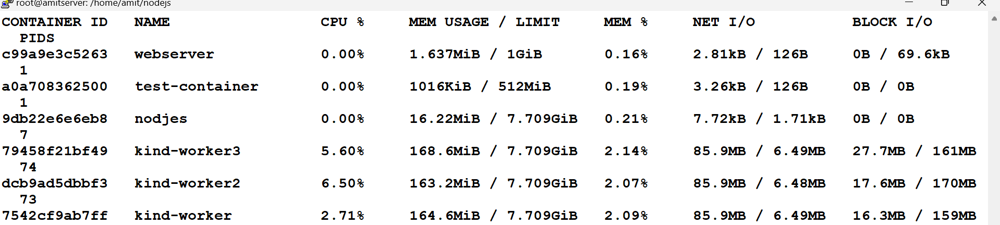 root@amitserver: /home/amit/nodejs
CONTAINER ID   NAME                 CPU %     MEM USAGE / LIMIT     MEM %     NET I/O           BLOCK I/O
  PIDS
c99a9e3c5263   webserver            0.00%     1.637MiB / 1GiB       0.16%     2.81kB / 126B     0B / 69.6kB
  1
a0a708362500   test-container       0.00%     1016KiB / 512MiB      0.19%     3.26kB / 126B     0B / 0B
  1
9db22e6e6eb8   nodjes               0.00%     16.22MiB / 7.709GiB   0.21%     7.72kB / 1.71kB   0B / 0B
  7
79458f21bf49   kind-worker3         5.60%     168.6MiB / 7.709GiB   2.14%     85.9MB / 6.49MB   27.7MB / 161MB
  74
dcb9ad5dbbf3   kind-worker2         6.50%     163.2MiB / 7.709GiB   2.07%     85.9MB / 6.48MB   17.6MB / 170MB
  73
7542cf9ab7ff   kind-worker          2.71%     164.6MiB / 7.709GiB   2.09%     85.9MB / 6.49MB   16.3MB / 159MB